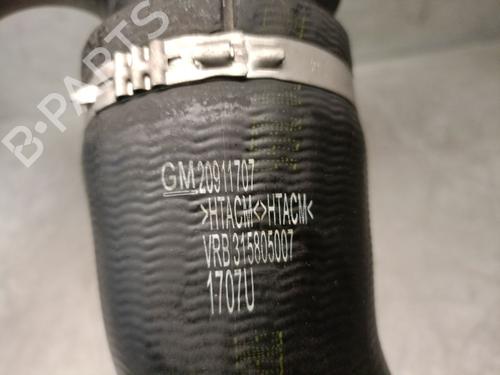 B-PARTS
GM 20911707
>HTACM<>HTACM<
VRB 315805007
1707U